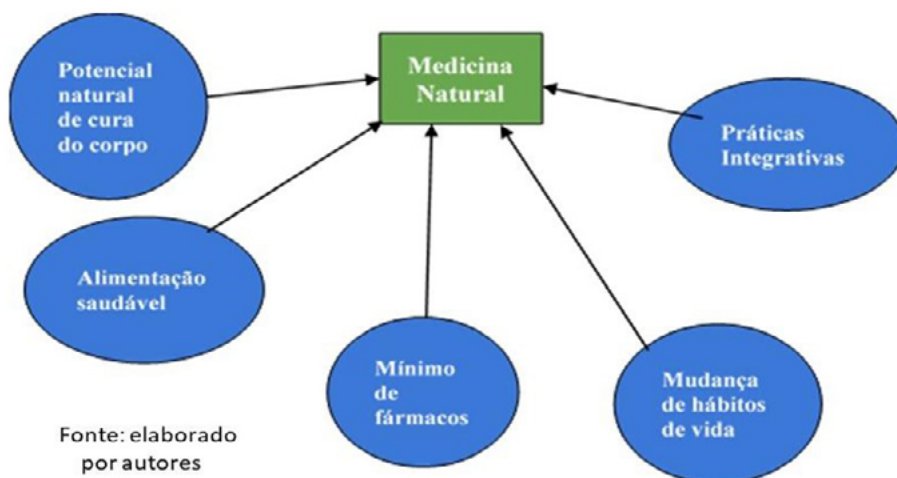 Potencial
natural
de cura
do corpo
Medicina
Natural
Práticas
Integrativas
Alimentação
saudável
Mínimo
de
fármacos
Mudança
de hábitos
de vida
Fonte: elaborado
por autores